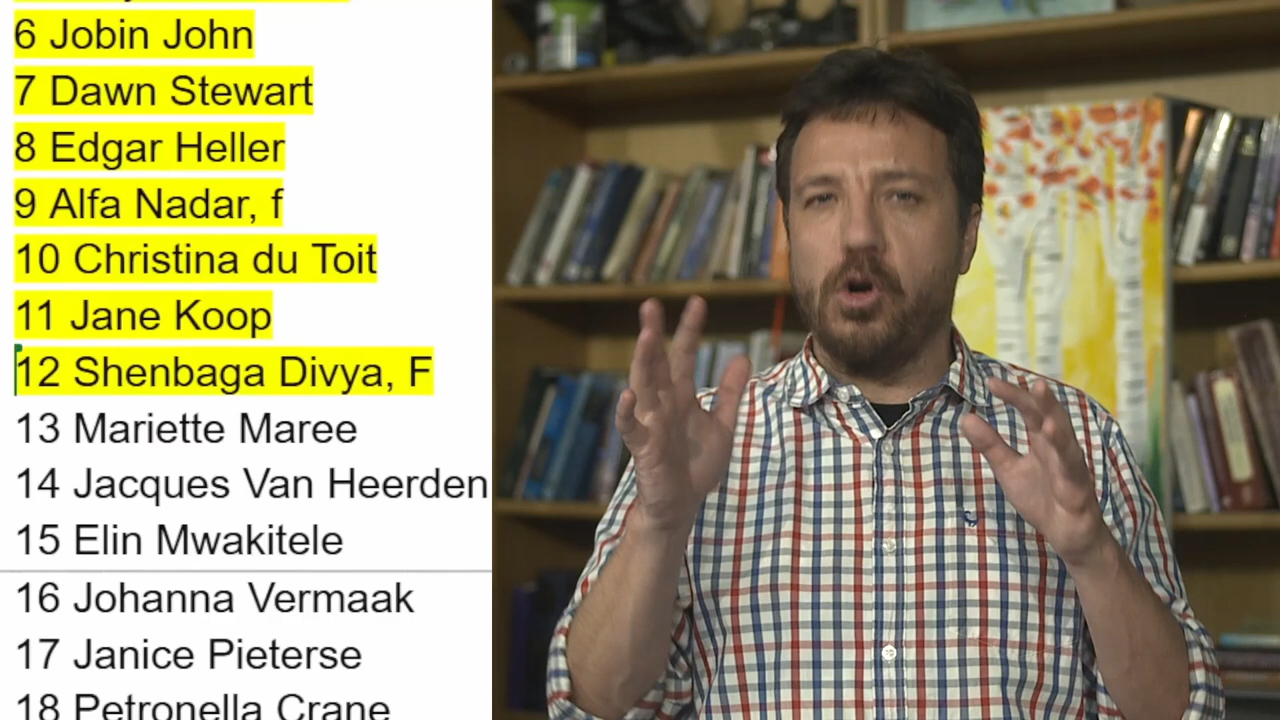 6 Jobin John
7 Dawn Stewart
8 Edgar Heller
9 Alfa Nadar, f
10 Christina du Toit
11 Jane Koop
12 Shenbaga Divya, F
13 Mariette Maree
14 Jacques Van Heerden
15 Elin Mwakitele
16 Johanna Vermaak
17 Janice Pieterse
18 Petronella Crane